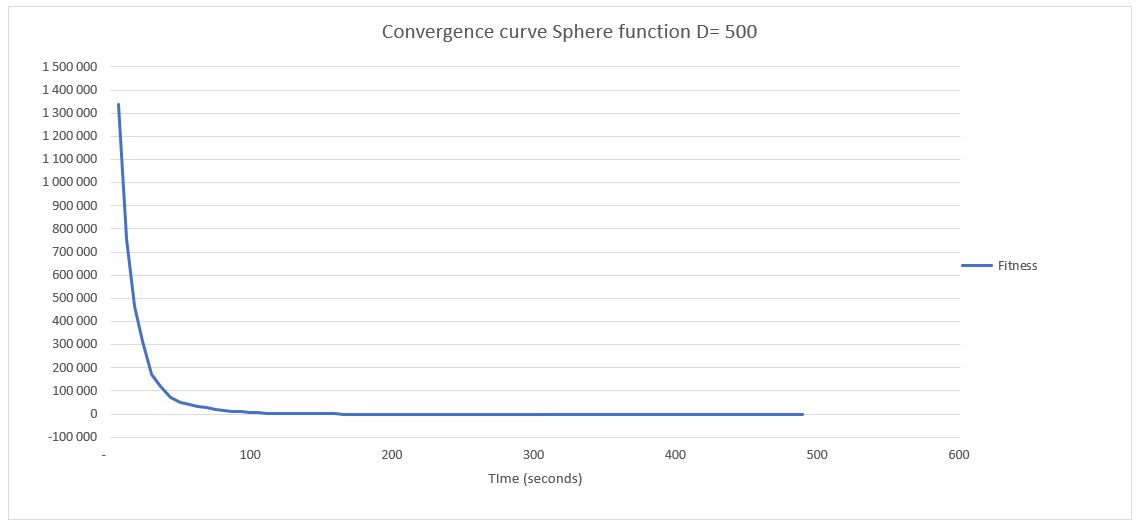 Convergence curve Sphere function D= 500
1 500 000
1 400 000
1 300 000
1 200 000
1 100 000
1 000 000
900 000
800 000
700 000
600 000
500 000
400 000
300 000
200 000
100 000
0
-100 000
- 100 200 300 400 500 600
TIme (seconds)
Fitness